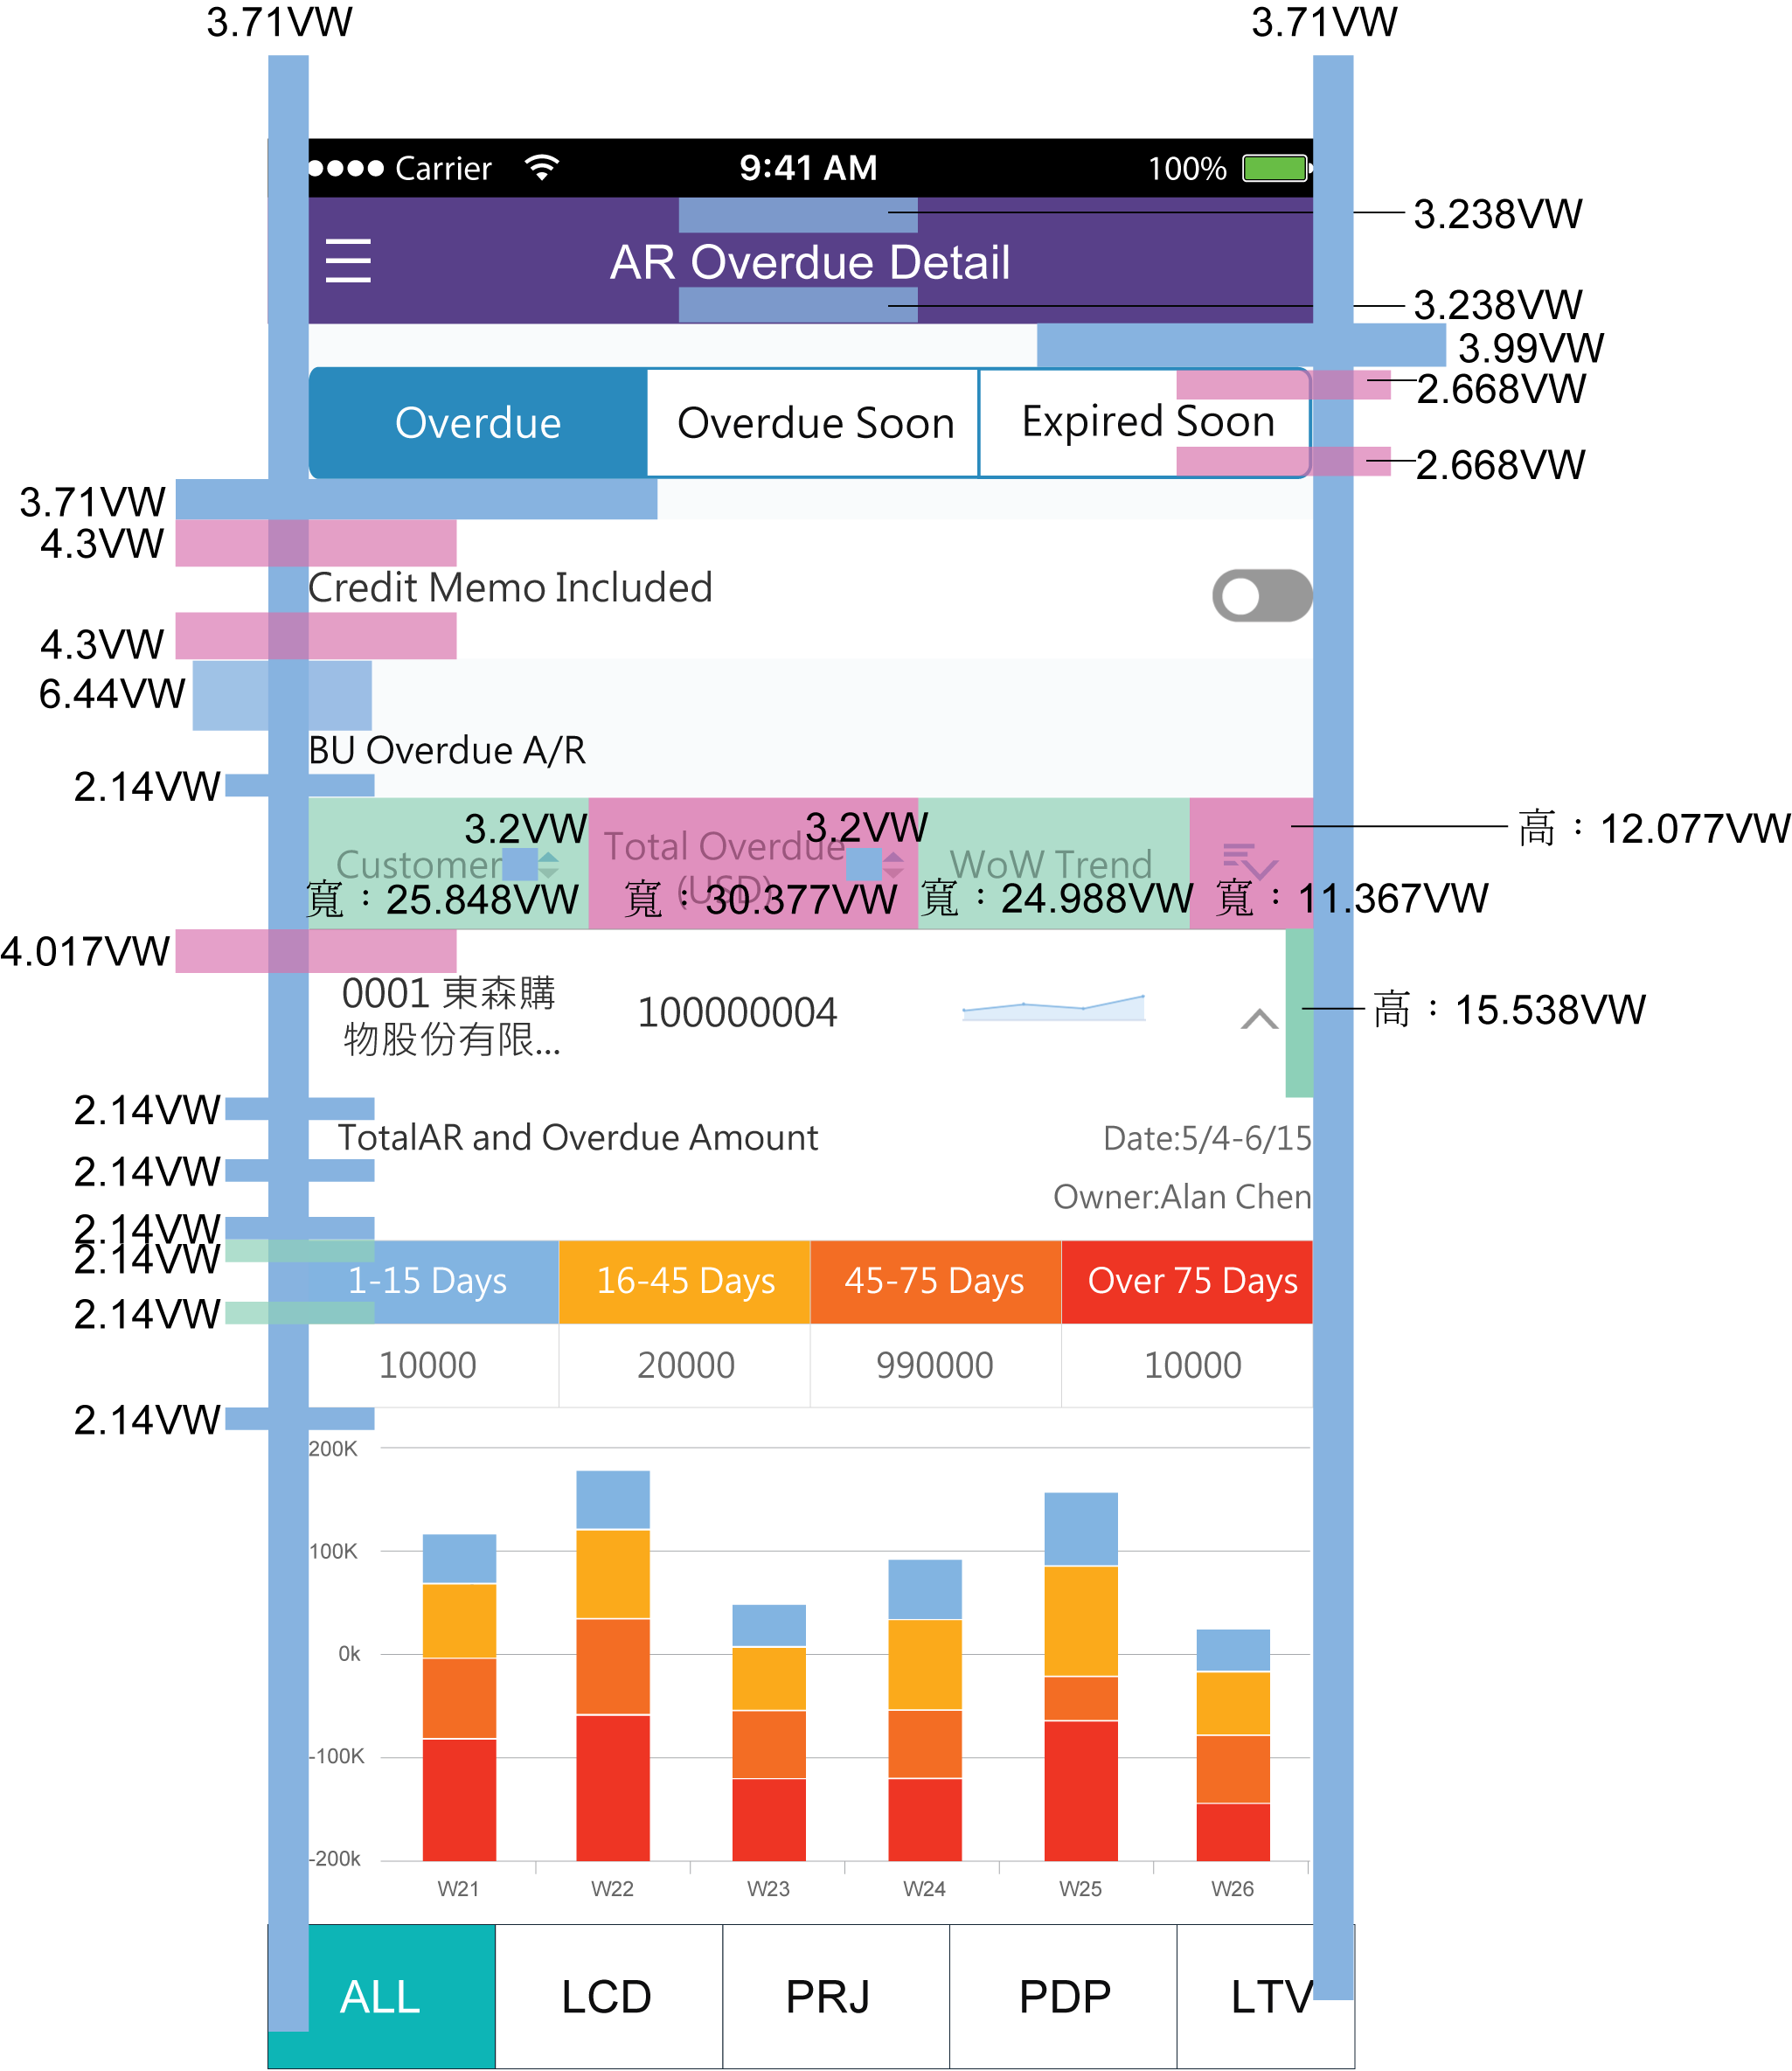 3.71VW 3.71VW
Carrier 9:41 AM 100%
3.238VW
AR Overdue Detail
3.238VW
3.99VW
2.668VW
Overdue Overdue Soon Expired Soon
2.668VW
3.71VW
4.3VW
Credit Memo Included
4.3VW
6.44VW
BU Overdue A/R
2.14VW
3.2VW 3.2VW 高：12.077VW
Customer Total Overdue (USD) WoW Trend
寬：25.848VW 寬：30.377VW 寬：24.988VW 寬：11.367VW
4.017VW
0001 東森購
物股份有限...
100000004
高：15.538VW
2.14VW
TotalAR and Overdue Amount Date:5/4-6/15
2.14VW
Owner:Alan Chen
2.14VW
2.14VW
1-15 Days 16-45 Days 45-75 Days Over 75 Days
2.14VW
10000 20000 990000 10000
2.14VW
200K
100K
0k
-100K
-200k
W21 W22 W23 W24 W25 W26
ALL LCD PRJ PDP LTV